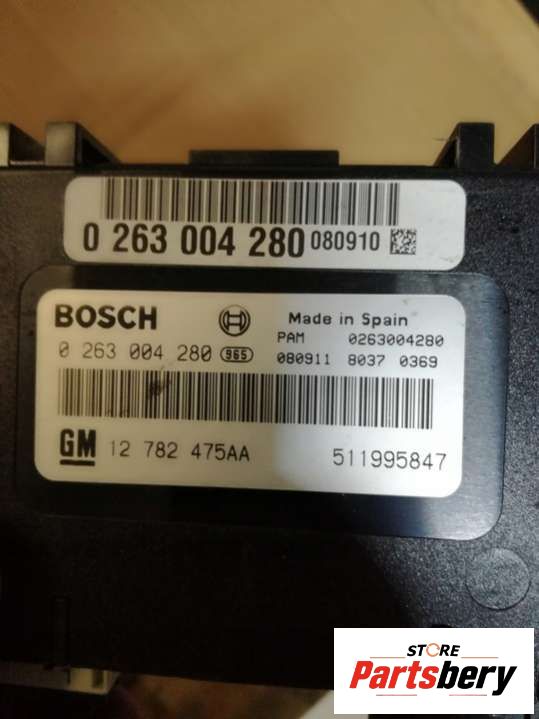 0 263 004 280 080910
BOSCH Made in Spain
PAM 0263004280
0 263 004 280 965 080911 8037 0369
GM 12 782 475AA 511995847
STORE
Partsbery